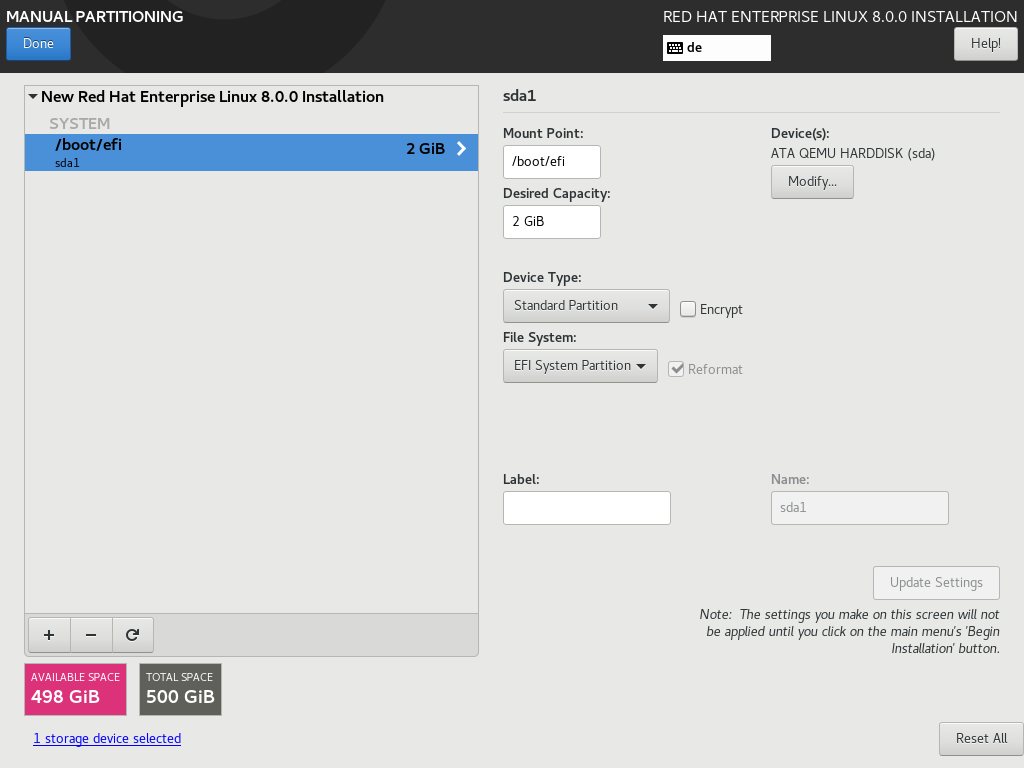 MANUAL PARTITIONING
RED HAT ENTERPRISE LINUX 8.0.0 INSTALLATION
Done
de
Help!
New Red Hat Enterprise Linux 8.0.0 Installation
SYSTEM
/boot/efi
2 GiB
sda1
sda1
Mount Point:
/boot/efi
Device(s):
ATA QEMU HARDDISK (sda)
Modify...
Desired Capacity:
2 GiB
Device Type:
Standard Partition
Encrypt
File System:
EFI System Partition
Reformat
Label:
Name:
sda1
Update Settings
Note:  The settings you make on this screen will not
be applied until you click on the main menu's 'Begin
Installation' button.
AVAILABLE SPACE
498 GiB
TOTAL SPACE
500 GiB
1 storage device selected
Reset All